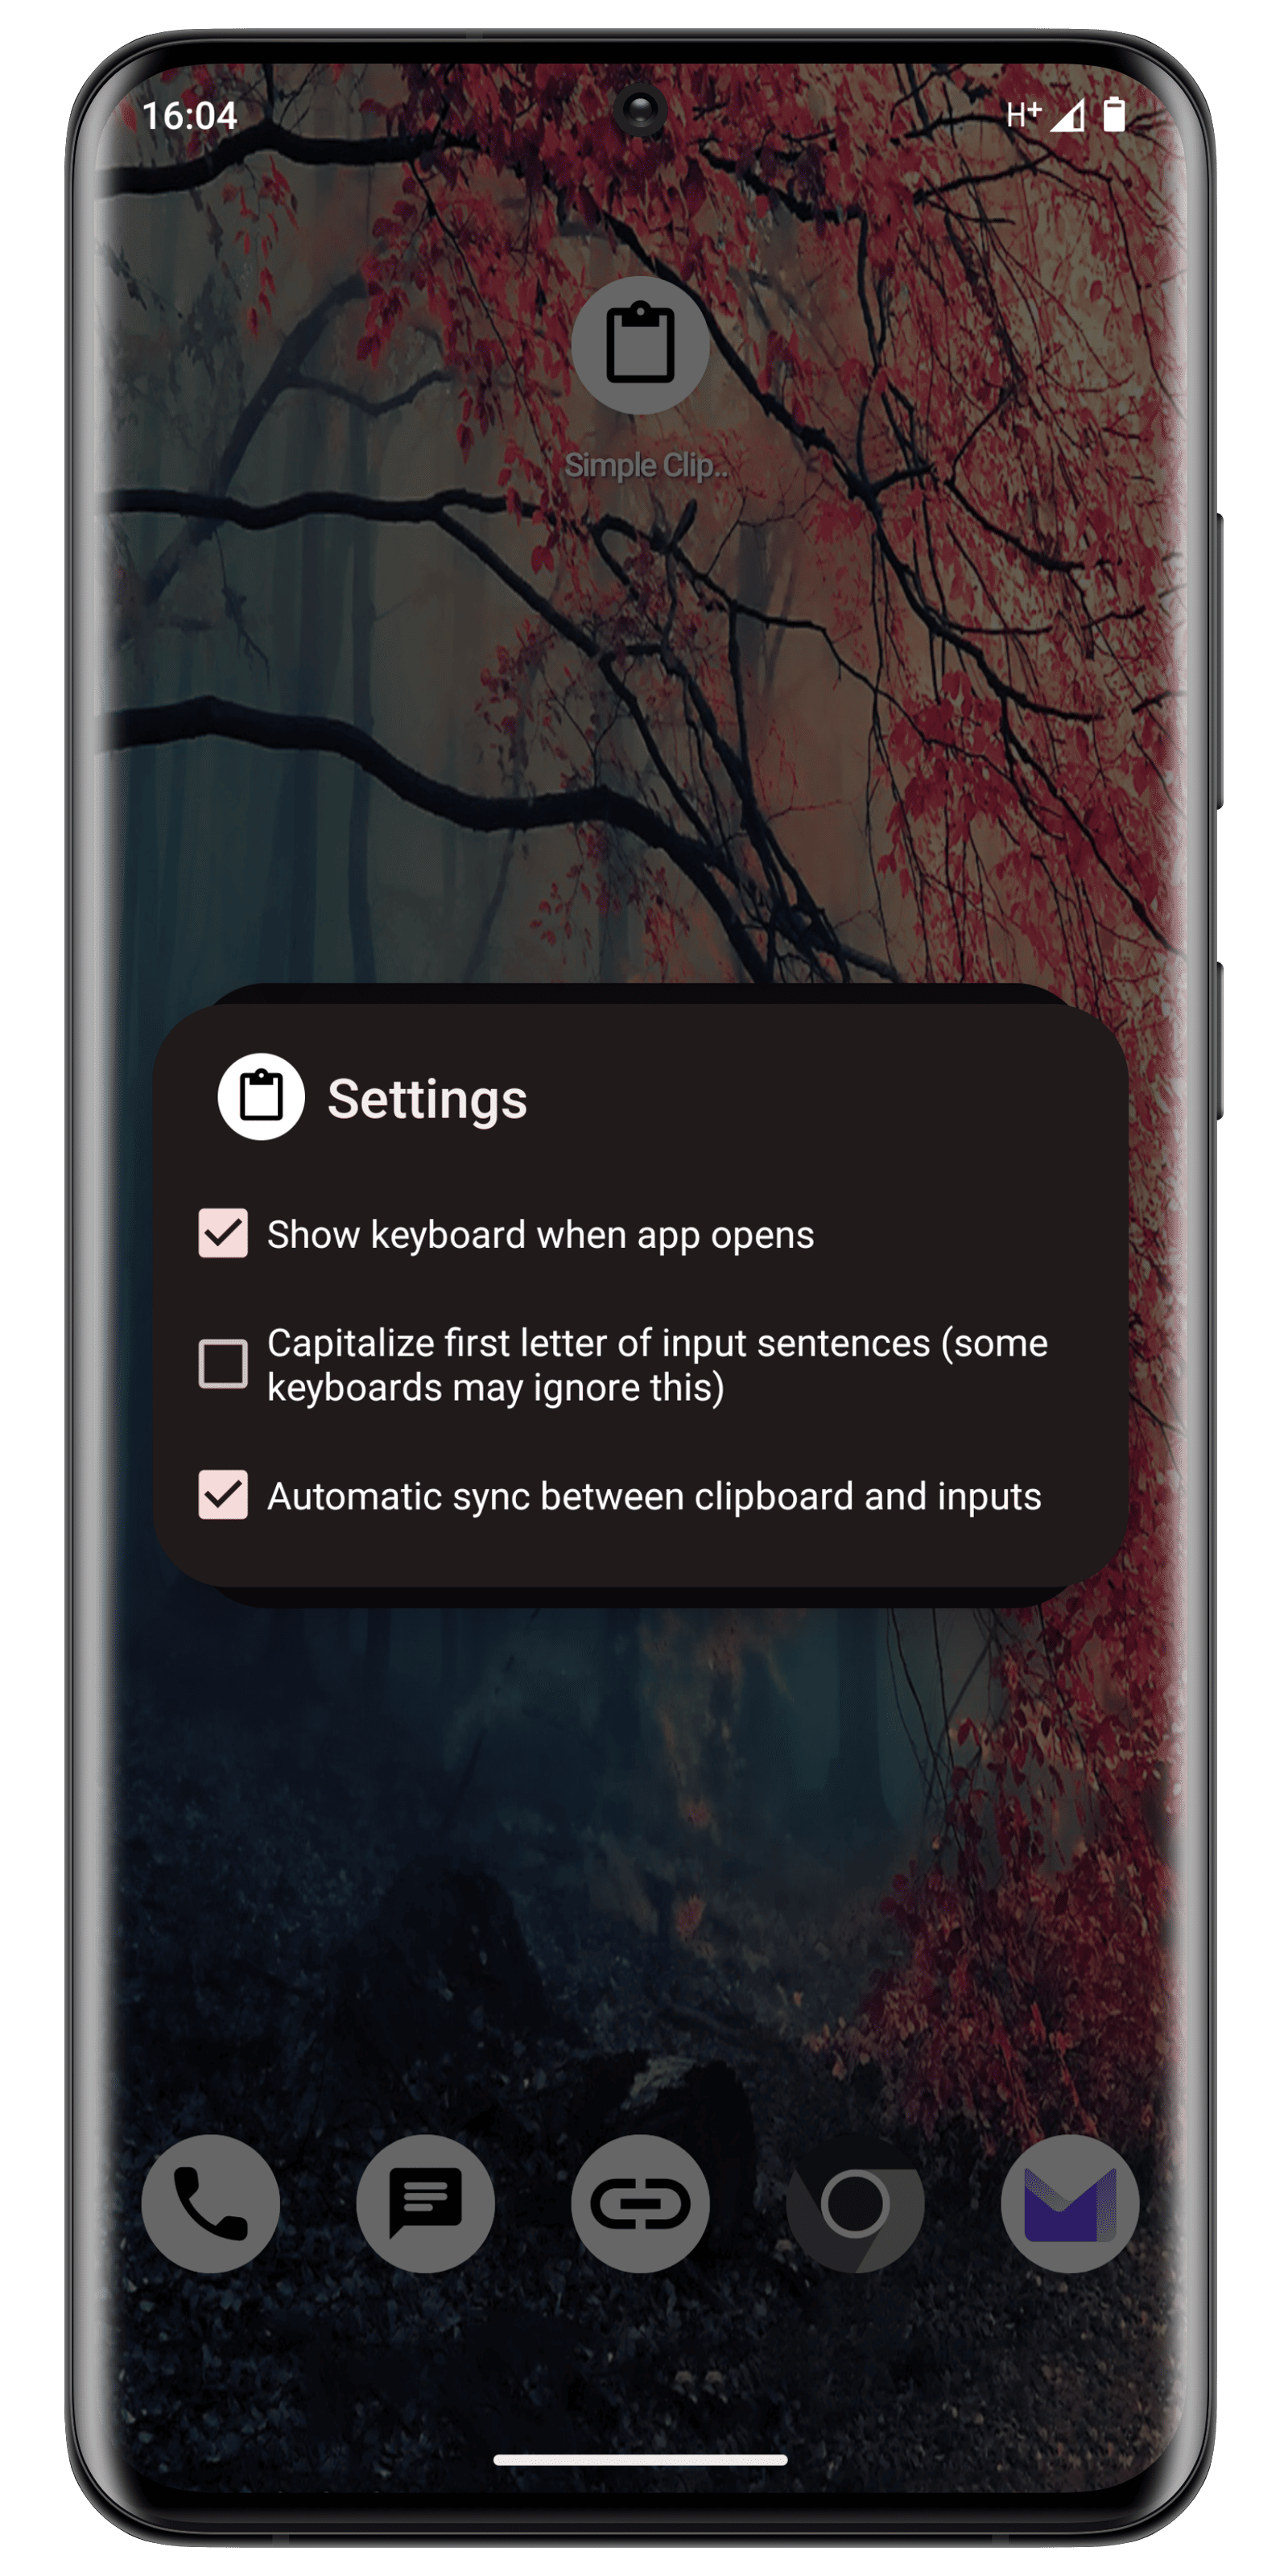 16:04
H+
Simple Clip..
Settings
Show keyboard when app opens
Capitalize first letter of input sentences (some
keyboards may ignore this)
Automatic sync between clipboard and inputs